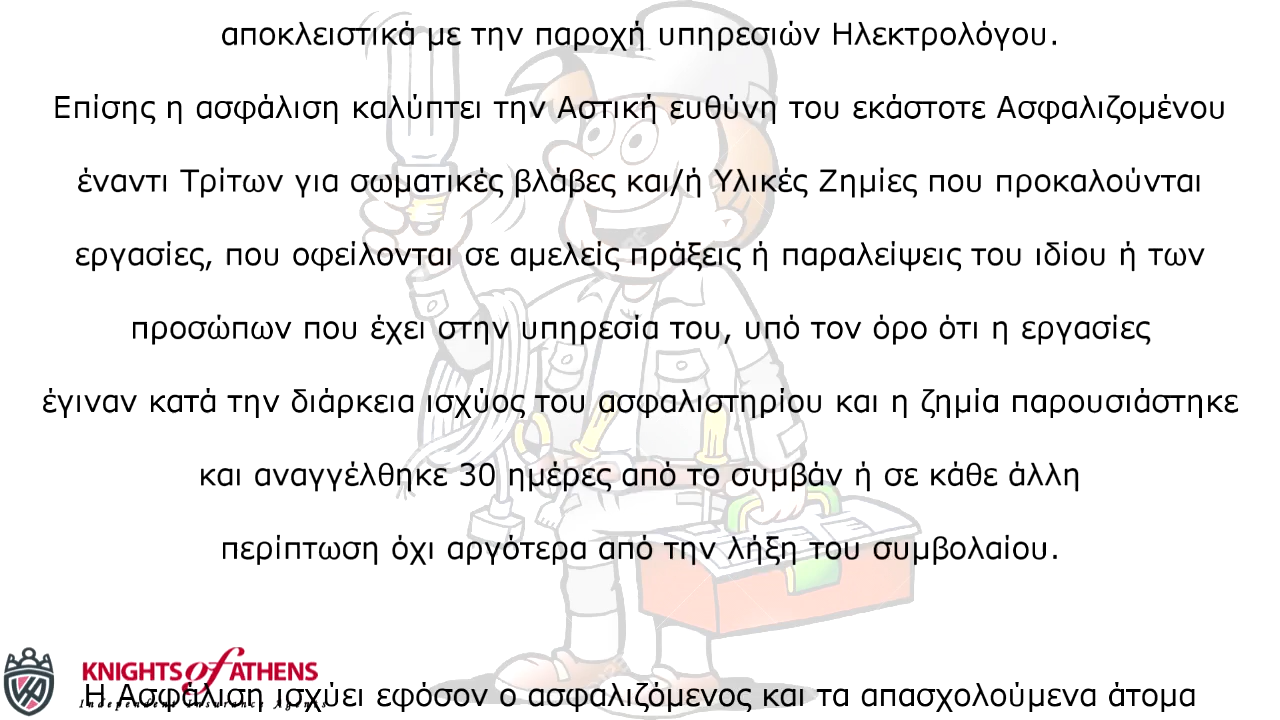 αποκλειστικά με την παροχή υπηρεσιών Ηλεκτρολόγου.
Επίσης η ασφάλιση καλύπτει την Αστική ευθύνη του εκάστοτε Ασφαλιζομένου
έναντι Τρίτων για σωματικές βλάβες και/ή Υλικές Ζημίες που προκαλούνται
εργασίες, που οφείλονται σε αμελείς πράξεις ή παραλείψεις του ιδίου ή των
προσώπων που έχει στην υπηρεσία του, υπό τον όρο ότι η εργασίες
έγιναν κατά την διάρκεια ισχύος του ασφαλιστηρίου και η ζημία παρουσιάστηκε
και αναγγέλθηκε 30 ημέρες από το συμβάν ή σε κάθε άλλη
περίπτωση όχι αργότερα από την λήξη του συμβολαίου.
KNIGHTS of ATHENS
Independent Insurance Agents
Η Ασφάλιση ισχύει εφόσον ο ασφαλιζόμενος και τα απασχολούμενα άτομα